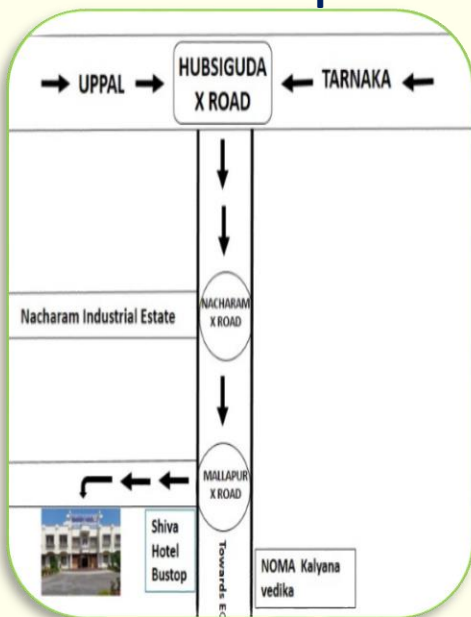 UPPAL
HUBSIGUDA
X ROAD
TARNAKA
Nacharam Industrial Estate
NACHARAM
X ROAD
MALLAPUR
X ROAD
Shiva
Hotel
Bustop
Towards
NOMA Kalyana
vedika